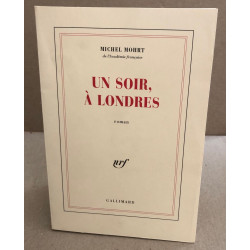 MICHEL MOHRT
de l'Académie française
UN SOIR,
À LONDRES
roman
nrf
GALLIMARD